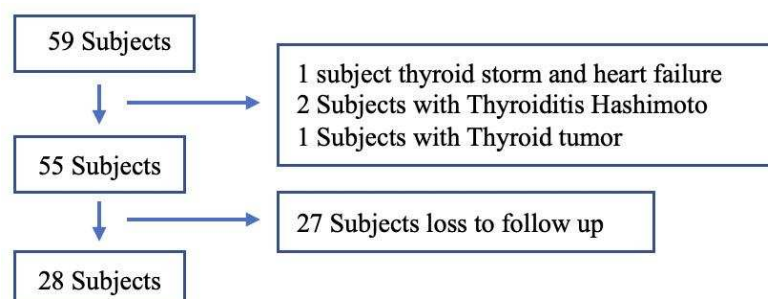 59 Subjects
1 subject thyroid storm and heart failure
2 Subjects with Thyroiditis Hashimoto
1 Subjects with Thyroid tumor
55 Subjects
27 Subjects loss to follow up
28 Subjects